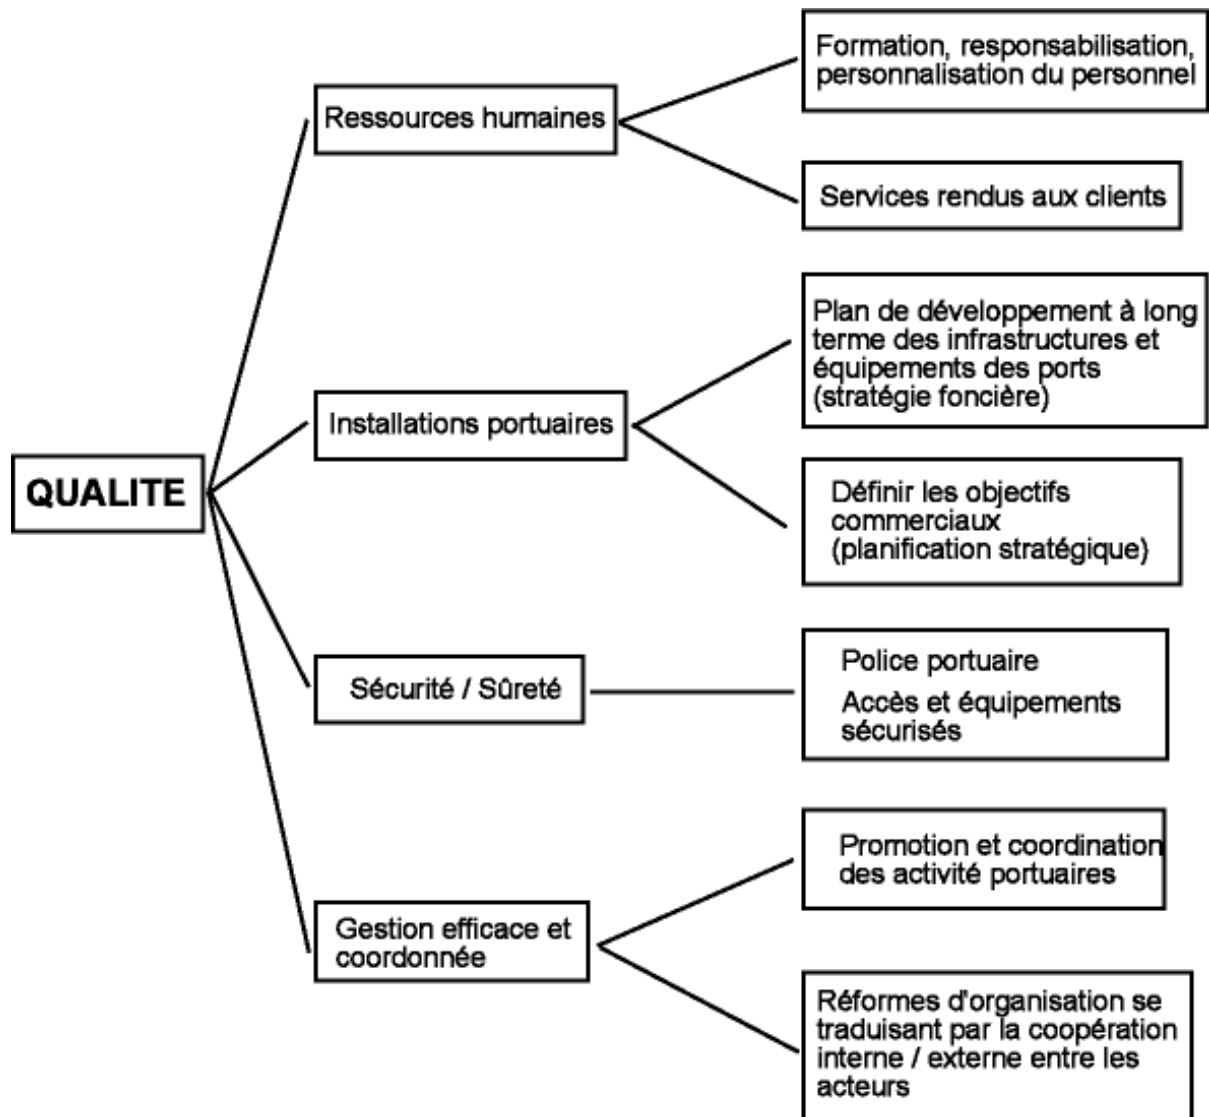 Formation, responsabilisation,
personnalisation du personnel
Ressources humaines
Services rendus aux clients
Plan de développement à long
terme des infrastructures et
équipements des ports
(stratégie foncière)
Installations portuaires
QUALITE
Définir les objectifs
commerciaux
(planification stratégique)
Police portuaire
Sécurité / Sûreté
Accès et équipements
sécurisés
Promotion et coordination
des activité portuaires
Gestion efficace et
coordonnée
Réformes d'organisation se
traduisant par la coopération
interne / externe entre les
acteurs